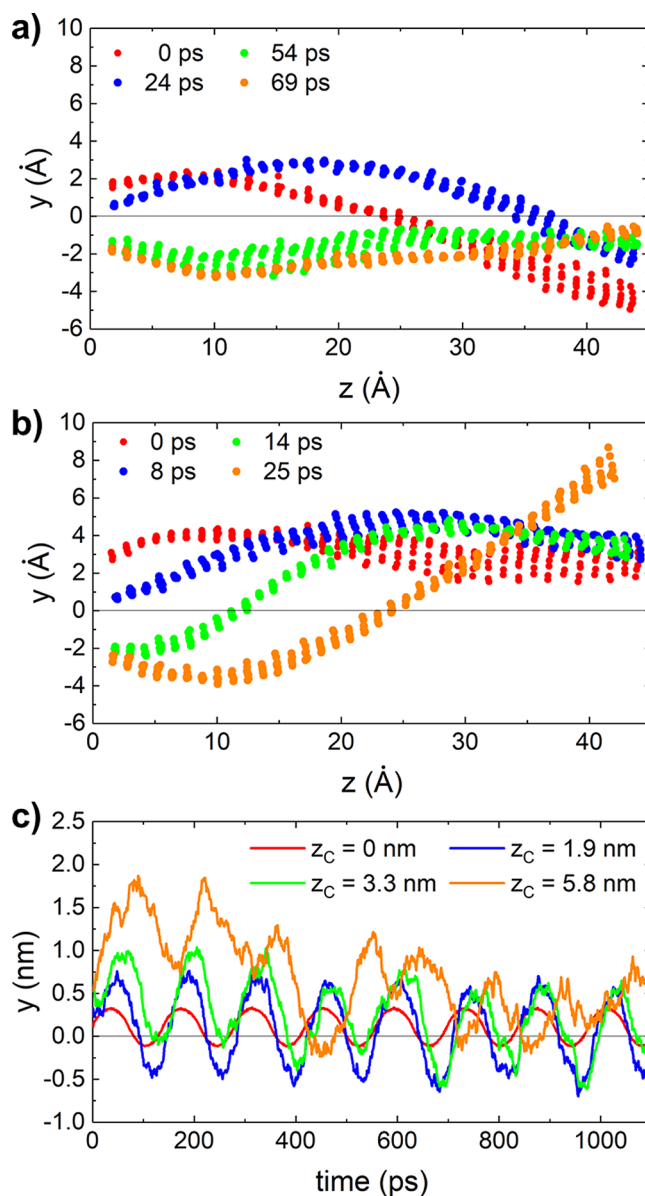 a)
0 ps 54 ps
24 ps 69 ps
10
8
6
4
2
0
-2
-4
-6
y (Å)
0 10 20 30 40
z (Å)
b)
0 ps 14 ps
8 ps 25 ps
10
8
6
4
2
0
-2
-4
-6
y (Å)
0 10 20 30 40
z (Å)
c)
z_C = 0 nm z_C = 1.9 nm
z_C = 3.3 nm z_C = 5.8 nm
2.5
2.0
1.5
1.0
0.5
0.0
-0.5
-1.0
y (nm)
0 200 400 600 800 1000
time (ps)